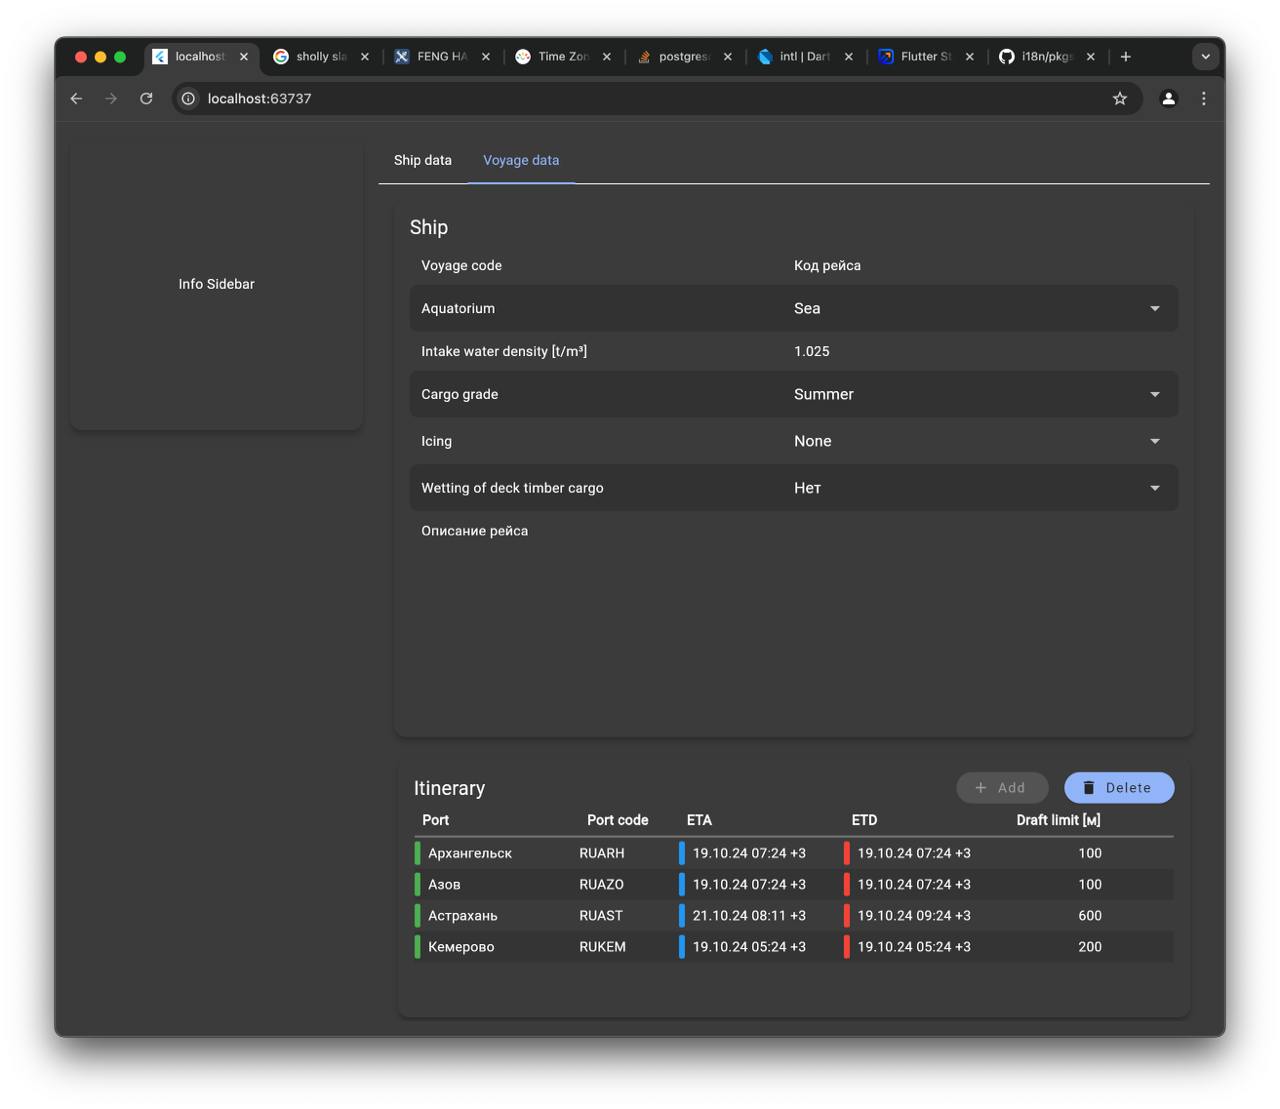 localhost sholly sla FENG HA Time Zon postgres intl | Dart Flutter St i18n/pkgs
localhost:63737
Info Sidebar
Ship data Voyage data
Ship
Voyage code Код рейса
Aquatorium Sea
Intake water density [t/m³] 1.025
Cargo grade Summer
Icing None
Wetting of deck timber cargo Нет
Описание рейса
Itinerary + Add Delete
Port Port code ETA ETD Draft limit [м]
Архангельск RUARH 19.10.24 07:24 +3 19.10.24 07:24 +3 100
Азов RUAZO 19.10.24 07:24 +3 19.10.24 07:24 +3 100
Астрахань RUAST 21.10.24 08:11 +3 19.10.24 09:24 +3 600
Кемерово RUKEM 19.10.24 05:24 +3 19.10.24 05:24 +3 200